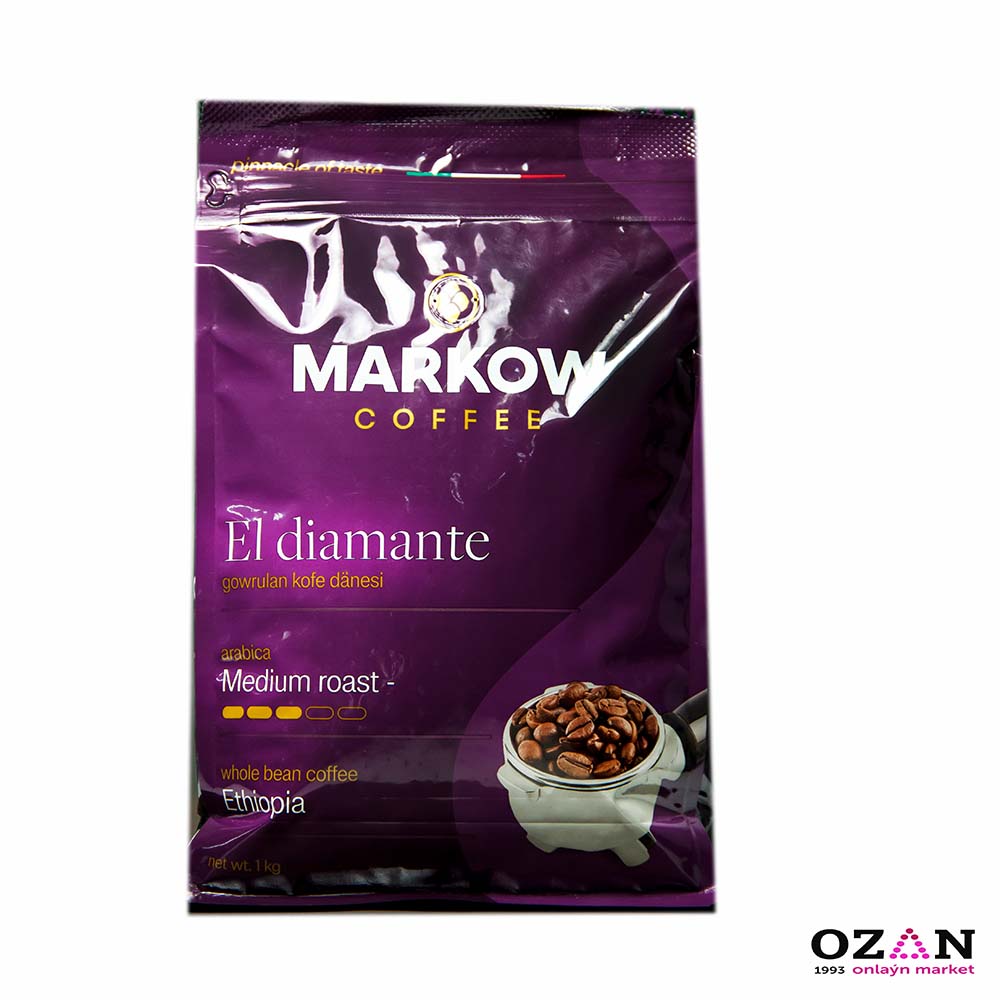 pinnacle of taste
MARKOW
COFFEE
El diamante
gowrulan kofe dänesi
arabica
Medium roast -
whole bean coffee
Ethiopia
net wt. 1 kg
OZAN
1993 onlaýn market